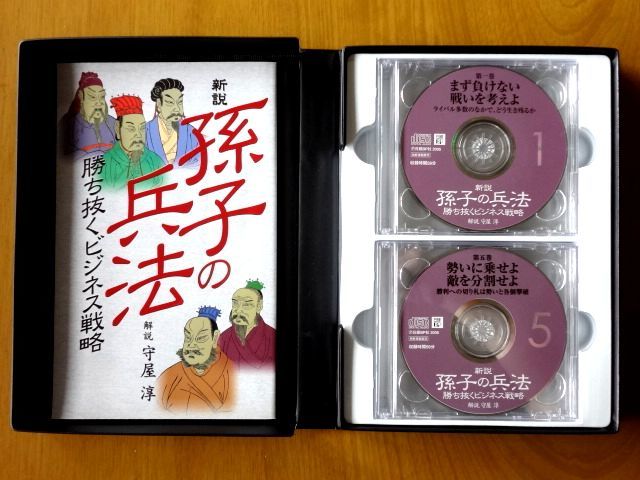 新説
孫子の
兵法
勝ち抜くビジネス戦略
解説 守屋 淳
第一巻
まず負けない
戦いを考えよ
ライバル多数のなかで、どう生き残るか
1
新説
孫子の兵法
勝ち抜くビジネス戦略
解説 守屋 淳
第五巻
勢いに乗せよ
敵を分割せよ
勝利への切り札は勢いと各個撃破
5
新説
孫子の兵法
勝ち抜くビジネス戦略
解説 守屋 淳